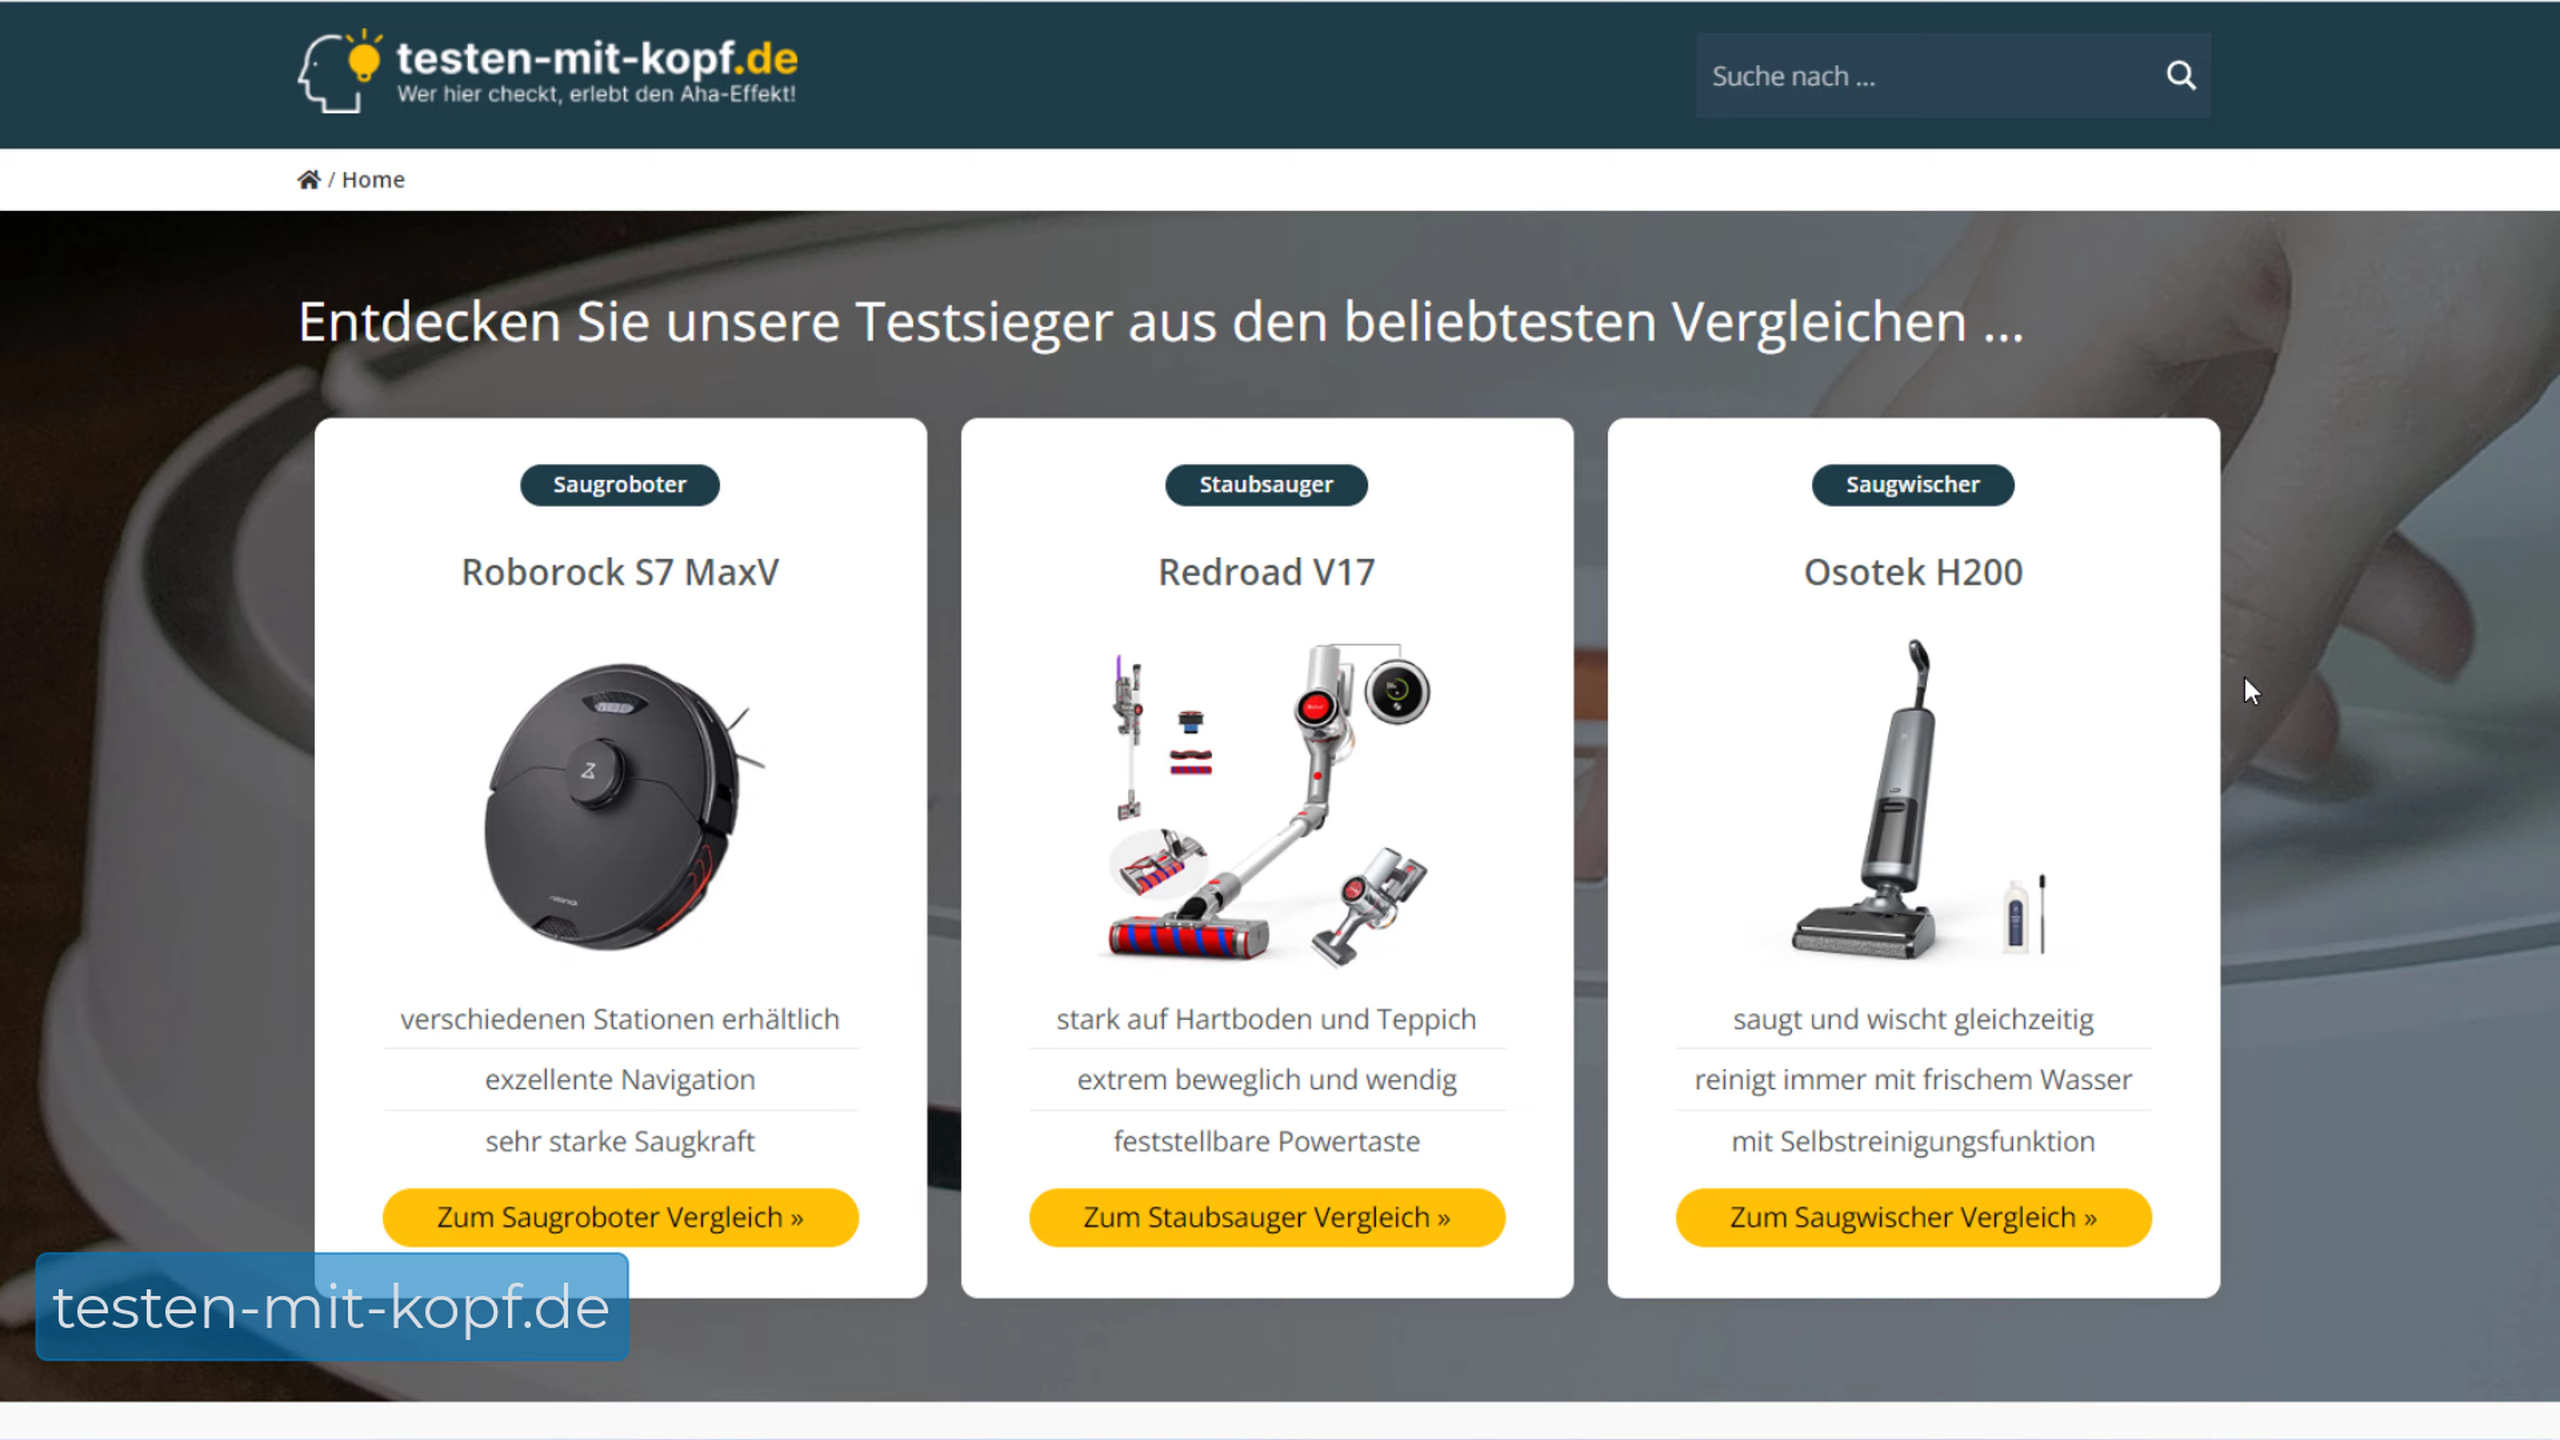 testen-mit-kopf.de
Wer hier checkt, erlebt den Aha-Effekt!
Suche nach ...
/ Home
Entdecken Sie unsere Testsieger aus den beliebtesten Vergleichen ...
Saugroboter
Roborock S7 MaxV
verschiedenen Stationen erhältlich
exzellente Navigation
sehr starke Saugkraft
Zum Saugroboter Vergleich »
Staubsauger
Redroad V17
stark auf Hartboden und Teppich
extrem beweglich und wendig
feststellbare Powertaste
Zum Staubsauger Vergleich »
Saugwischer
Osotek H200
saugt und wischt gleichzeitig
reinigt immer mit frischem Wasser
mit Selbstreinigungsfunktion
Zum Saugwischer Vergleich »
testen-mit-kopf.de